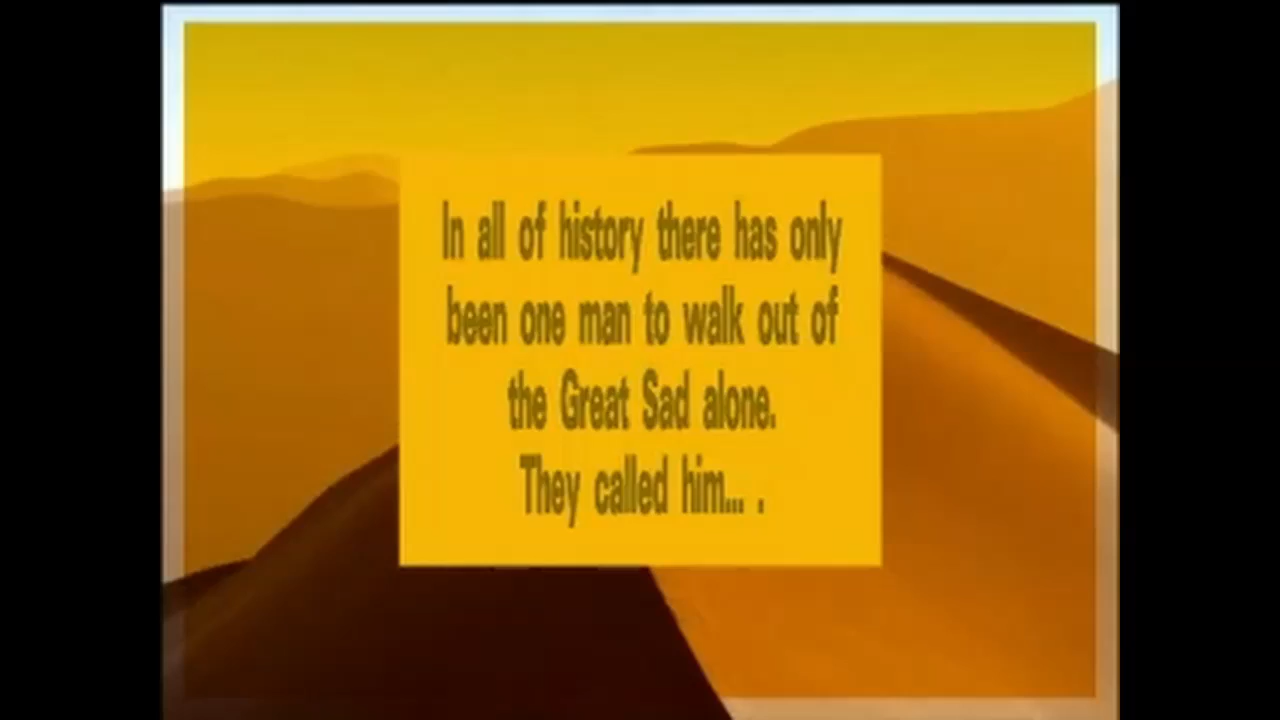 In all of history there has only
been one man to walk out of
the Great Sad alone.
They called him... .